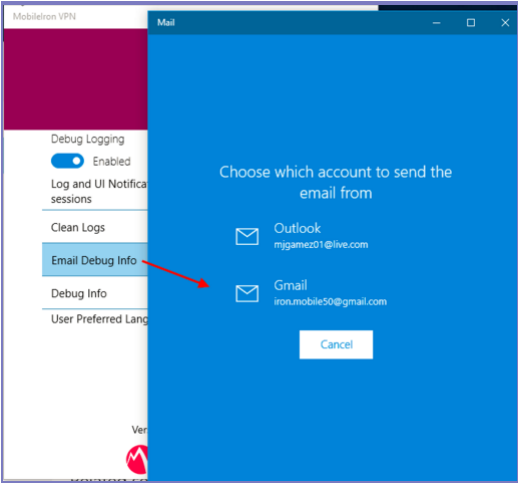 MobileIron VPN
Mail
Debug Logging
Enabled
Log and UI Notifica
sessions
Clean Logs
Email Debug Info
Debug Info
User Preferred Lang
Ver
Choose which account to send the
email from
Outlook
mjgamez01@live.com
Gmail
iron.mobile50@gmail.com
Cancel